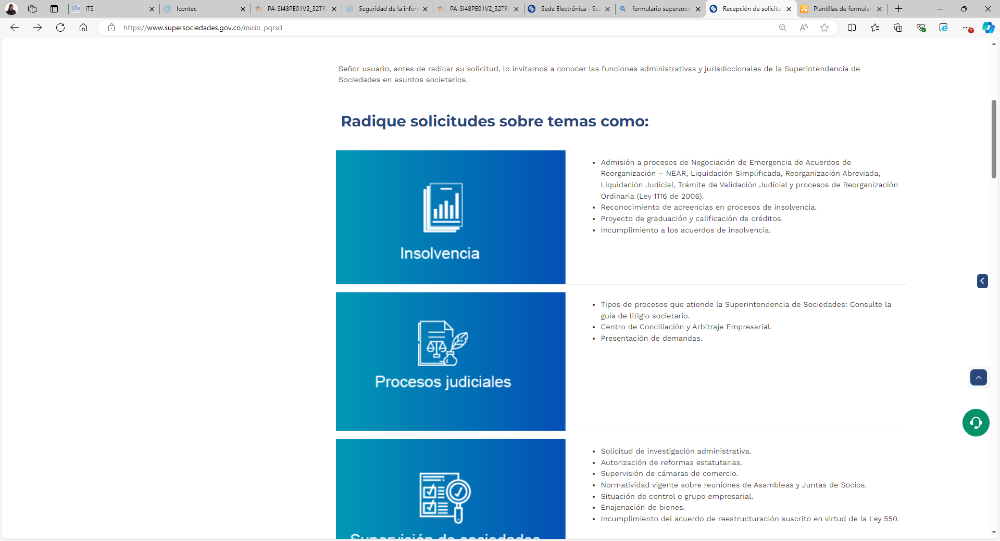 ITS
Icontec
PA-SI48PE01V2_32TR
Seguridad de la infor
PA-SI48PE01V2_32TR
Sede Electrónica - Su
formulario supersocie
Recepción de solicitu
Plantillas de formular
https://www.supersociedades.gov.co/inicio_pqrsd
Señor usuario, antes de radicar su solicitud, lo invitamos a conocer las funciones administrativas y jurisdiccionales de la Superintendencia de
Sociedades en asuntos societarios.
Radique solicitudes sobre temas como:
Insolvencia
• Admisión a procesos de Negociación de Emergencia de Acuerdos de
Reorganización – NEAR, Liquidación Simplificada, Reorganización Abreviada,
Liquidación Judicial, Trámite de Validación Judicial y procesos de Reorganización
Ordinaria (Ley 1116 de 2006).
• Reconocimiento de acreencias en procesos de insolvencia.
• Proyecto de graduación y calificación de créditos.
• Incumplimiento a los acuerdos de insolvencia.
Procesos judiciales
• Tipos de procesos que atiende la Superintendencia de Sociedades: Consulte la
guía de litigio societario.
• Centro de Conciliación y Arbitraje Empresarial.
• Presentación de demandas.
Supervisión de sociedades
• Solicitud de investigación administrativa.
• Autorización de reformas estatutarias.
• Supervisión de cámaras de comercio.
• Normatividad vigente sobre reuniones de Asambleas y Juntas de Socios.
• Situación de control o grupo empresarial.
• Enajenación de bienes.
• Incumplimiento del acuerdo de reestructuración suscrito en virtud de la Ley 550.